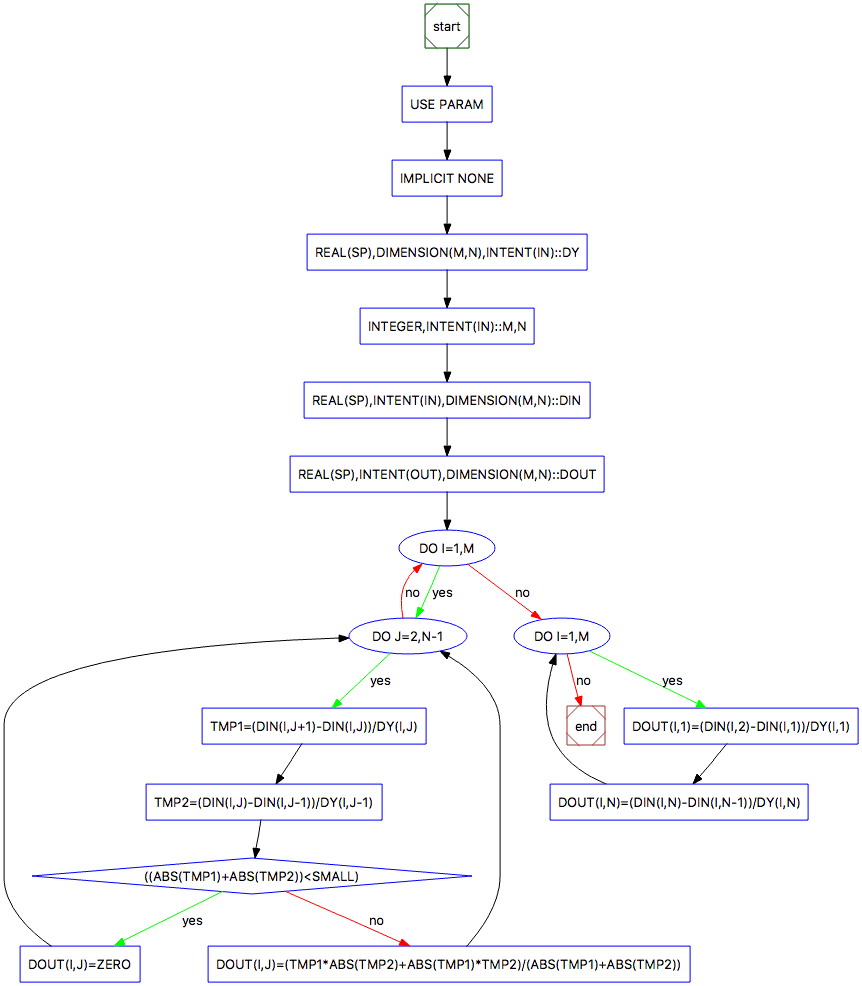 start
USE PARAM
IMPLICIT NONE
REAL(SP),DIMENSION(M,N),INTENT(IN)::DY
INTEGER,INTENT(IN)::M,N
REAL(SP),INTENT(IN),DIMENSION(M,N)::DIN
REAL(SP),INTENT(OUT),DIMENSION(M,N)::DOUT
DO I=1,M
no
yes
no
DO J=2,N-1
DO I=1,M
yes
no
yes
TMP1=(DIN(I,J+1)-DIN(I,J))/DY(I,J)
end
DOUT(I,1)=(DIN(I,2)-DIN(I,1))/DY(I,1)
TMP2=(DIN(I,J)-DIN(I,J-1))/DY(I,J-1)
DOUT(I,N)=(DIN(I,N)-DIN(I,N-1))/DY(I,N)
((ABS(TMP1)+ABS(TMP2))<SMALL)
yes
no
DOUT(I,J)=ZERO
DOUT(I,J)=(TMP1*ABS(TMP2)+ABS(TMP1)*TMP2)/(ABS(TMP1)+ABS(TMP2))